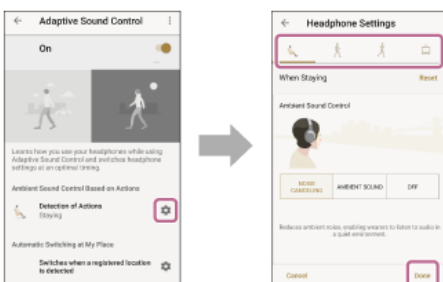 Adaptive Sound Control
On
Learns how you use your headphones while using
Adaptive Sound Control and switches headphone
settings at an optimal timing.
Ambient Sound Control Based on Actions
Detection of Actions
Staying
Automatic Switching at My Place
Switches when a registered location
is detected
Headphone Settings
When Staying
Reset
Ambient Sound Control
NOISE
CANCELING
AMBIENT SOUND
OFF
Reduces ambient noise, enabling wearers to listen to audio in
a quiet environment.
Cancel
Done